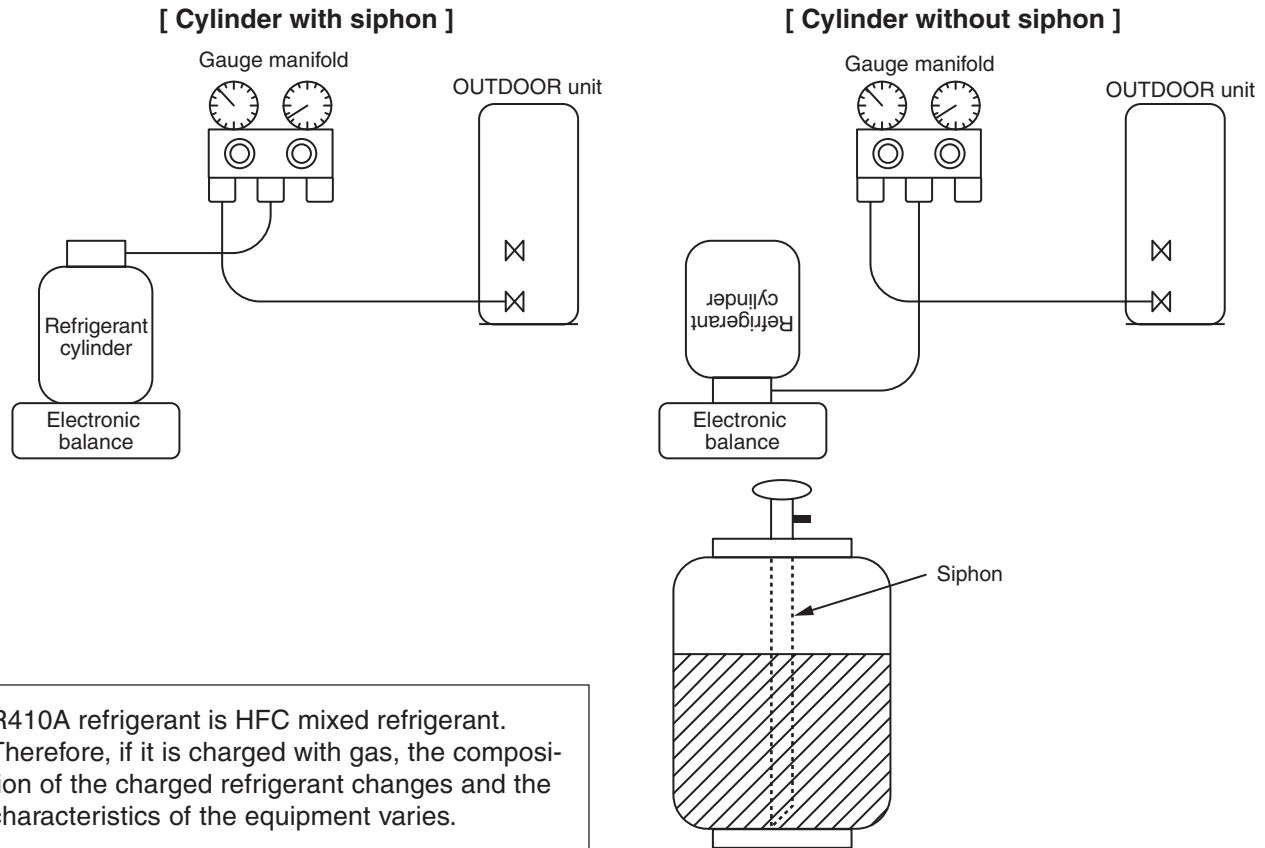 [ Cylinder with siphon ]
Gauge manifold
OUTDOOR unit
Refrigerant
cylinder
Electronic
balance
[ Cylinder without siphon ]
Gauge manifold
OUTDOOR unit
Refrigerant
cylinder
Electronic
balance
Siphon
R410A refrigerant is HFC mixed refrigerant.
Therefore, if it is charged with gas, the composi-
tion of the charged refrigerant changes and the
characteristics of the equipment varies.